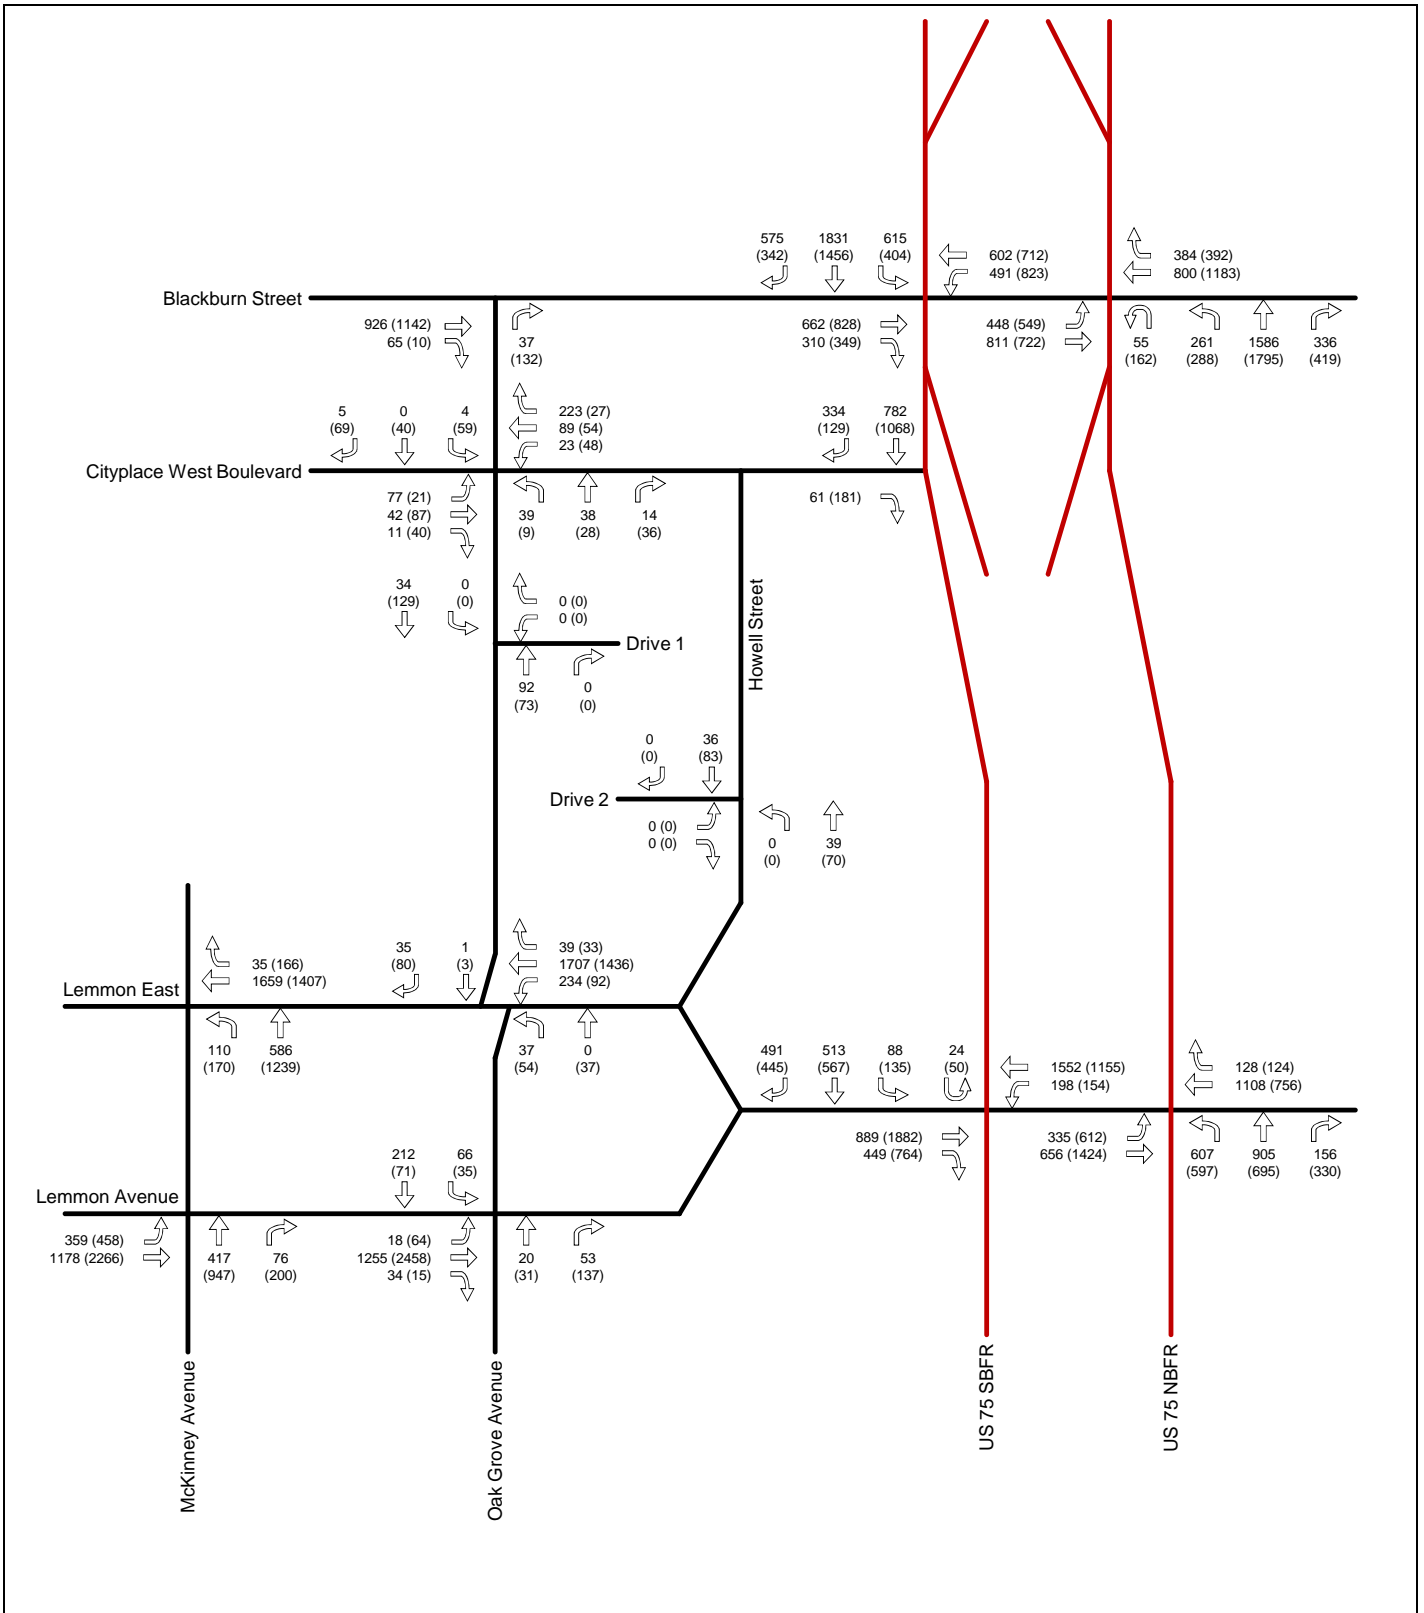 575 1831 615
(342) (1456) (404)
602 (712)
491 (823)
384 (392)
800 (1183)
Blackburn Street
926 (1142)
65 (10)
37
(132)
662 (828)
310 (349)
448 (549)
811 (722)
55 261 1586 336
(162) (288) (1795) (419)
5 0 4
(69) (40) (59)
223 (27)
89 (54)
23 (48)
334 782
(129) (1068)
Cityplace West Boulevard
77 (21)
42 (87)
11 (40)
39 38 14
(9) (28) (36)
61 (181)
34 0
(129) (0)
0 (0)
0 (0)
Drive 1
Howell Street
92 0
(73) (0)
0 36
(0) (83)
Drive 2
0 (0)
0 (0)
0 39
(0) (70)
35 (166)
1659 (1407)
35 1
(80) (3)
39 (33)
1707 (1436)
234 (92)
Lemmon East
110 586
(170) (1239)
37 0
(54) (37)
491 513 88 24
(445) (567) (135) (50)
1552 (1155)
198 (154)
128 (124)
1108 (756)
889 (1882)
449 (764)
335 (612)
656 (1424)
607 905 156
(597) (695) (330)
212 66
(71) (35)
Lemmon Avenue
359 (458)
1178 (2266)
417 76
(947) (200)
18 (64)
1255 (2458)
34 (15)
20 53
(31) (137)
McKinney Avenue
Oak Grove Avenue
US 75 SBFR
US 75 NBFR